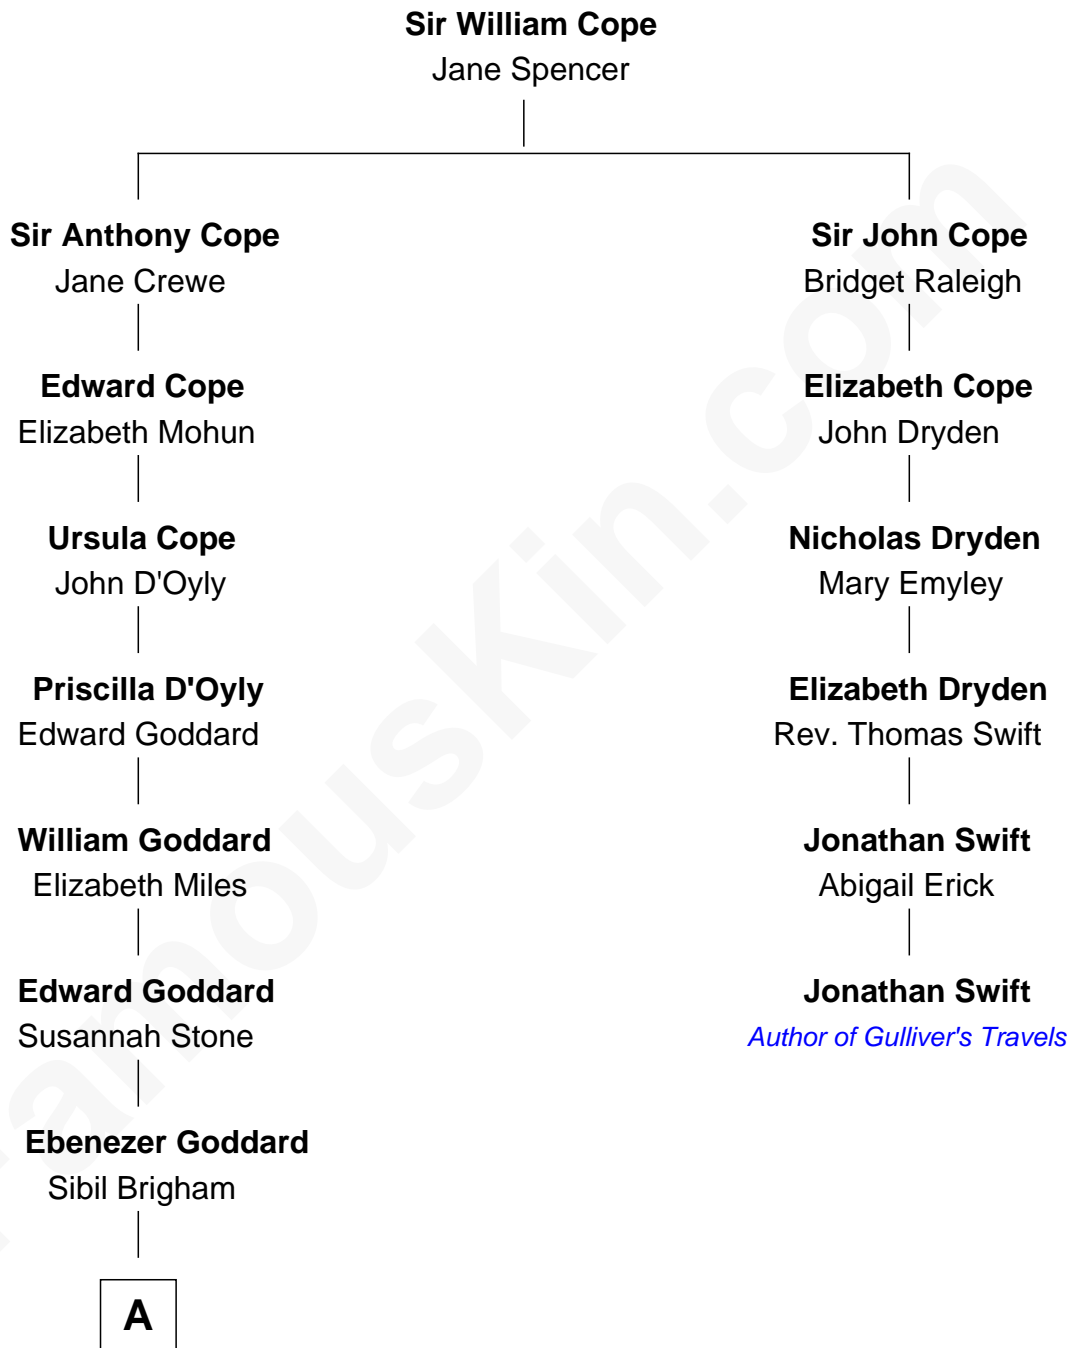 Sir William Cope
Jane Spencer
Sir Anthony Cope
Jane Crewe
Edward Cope
Elizabeth Mohun
Ursula Cope
John D'Oyly
Priscilla D'Oyly
Edward Goddard
William Goddard
Elizabeth Miles
Edward Goddard
Susannah Stone
Ebenezer Goddard
Sibil Brigham
A
Sir John Cope
Bridget Raleigh
Elizabeth Cope
John Dryden
Nicholas Dryden
Mary Emyley
Elizabeth Dryden
Rev. Thomas Swift
Jonathan Swift
Abigail Erick
Jonathan Swift
Author of Gulliver's Travels
FamousKin.com